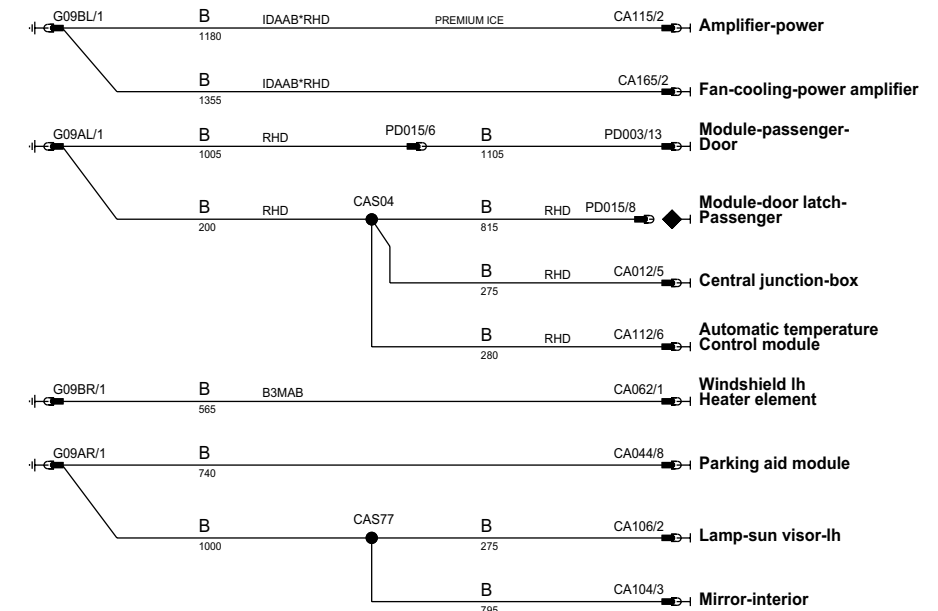 G09BL/1 B IDAAB*RHD PREMIUM ICE CA115/2 Amplifier-power
1180
B IDAAB*RHD CA165/2 Fan-cooling-power amplifier
1355
G09AL/1 B RHD PD015/6 B PD003/13 Module-passenger-
Door
1005 1105
B RHD CAS04 B RHD PD015/8 Module-door latch-
Passenger
200 815
B RHD CA012/5 Central junction-box
275
B RHD CA112/6 Automatic temperature
Control module
280
G09BR/1 B B3MAB CA062/1 Windshield lh
Heater element
565
G09AR/1 B CA044/8 Parking aid module
740
B CAS77 B CA106/2 Lamp-sun visor-lh
1000 275
B CA104/3 Mirror-interior
795